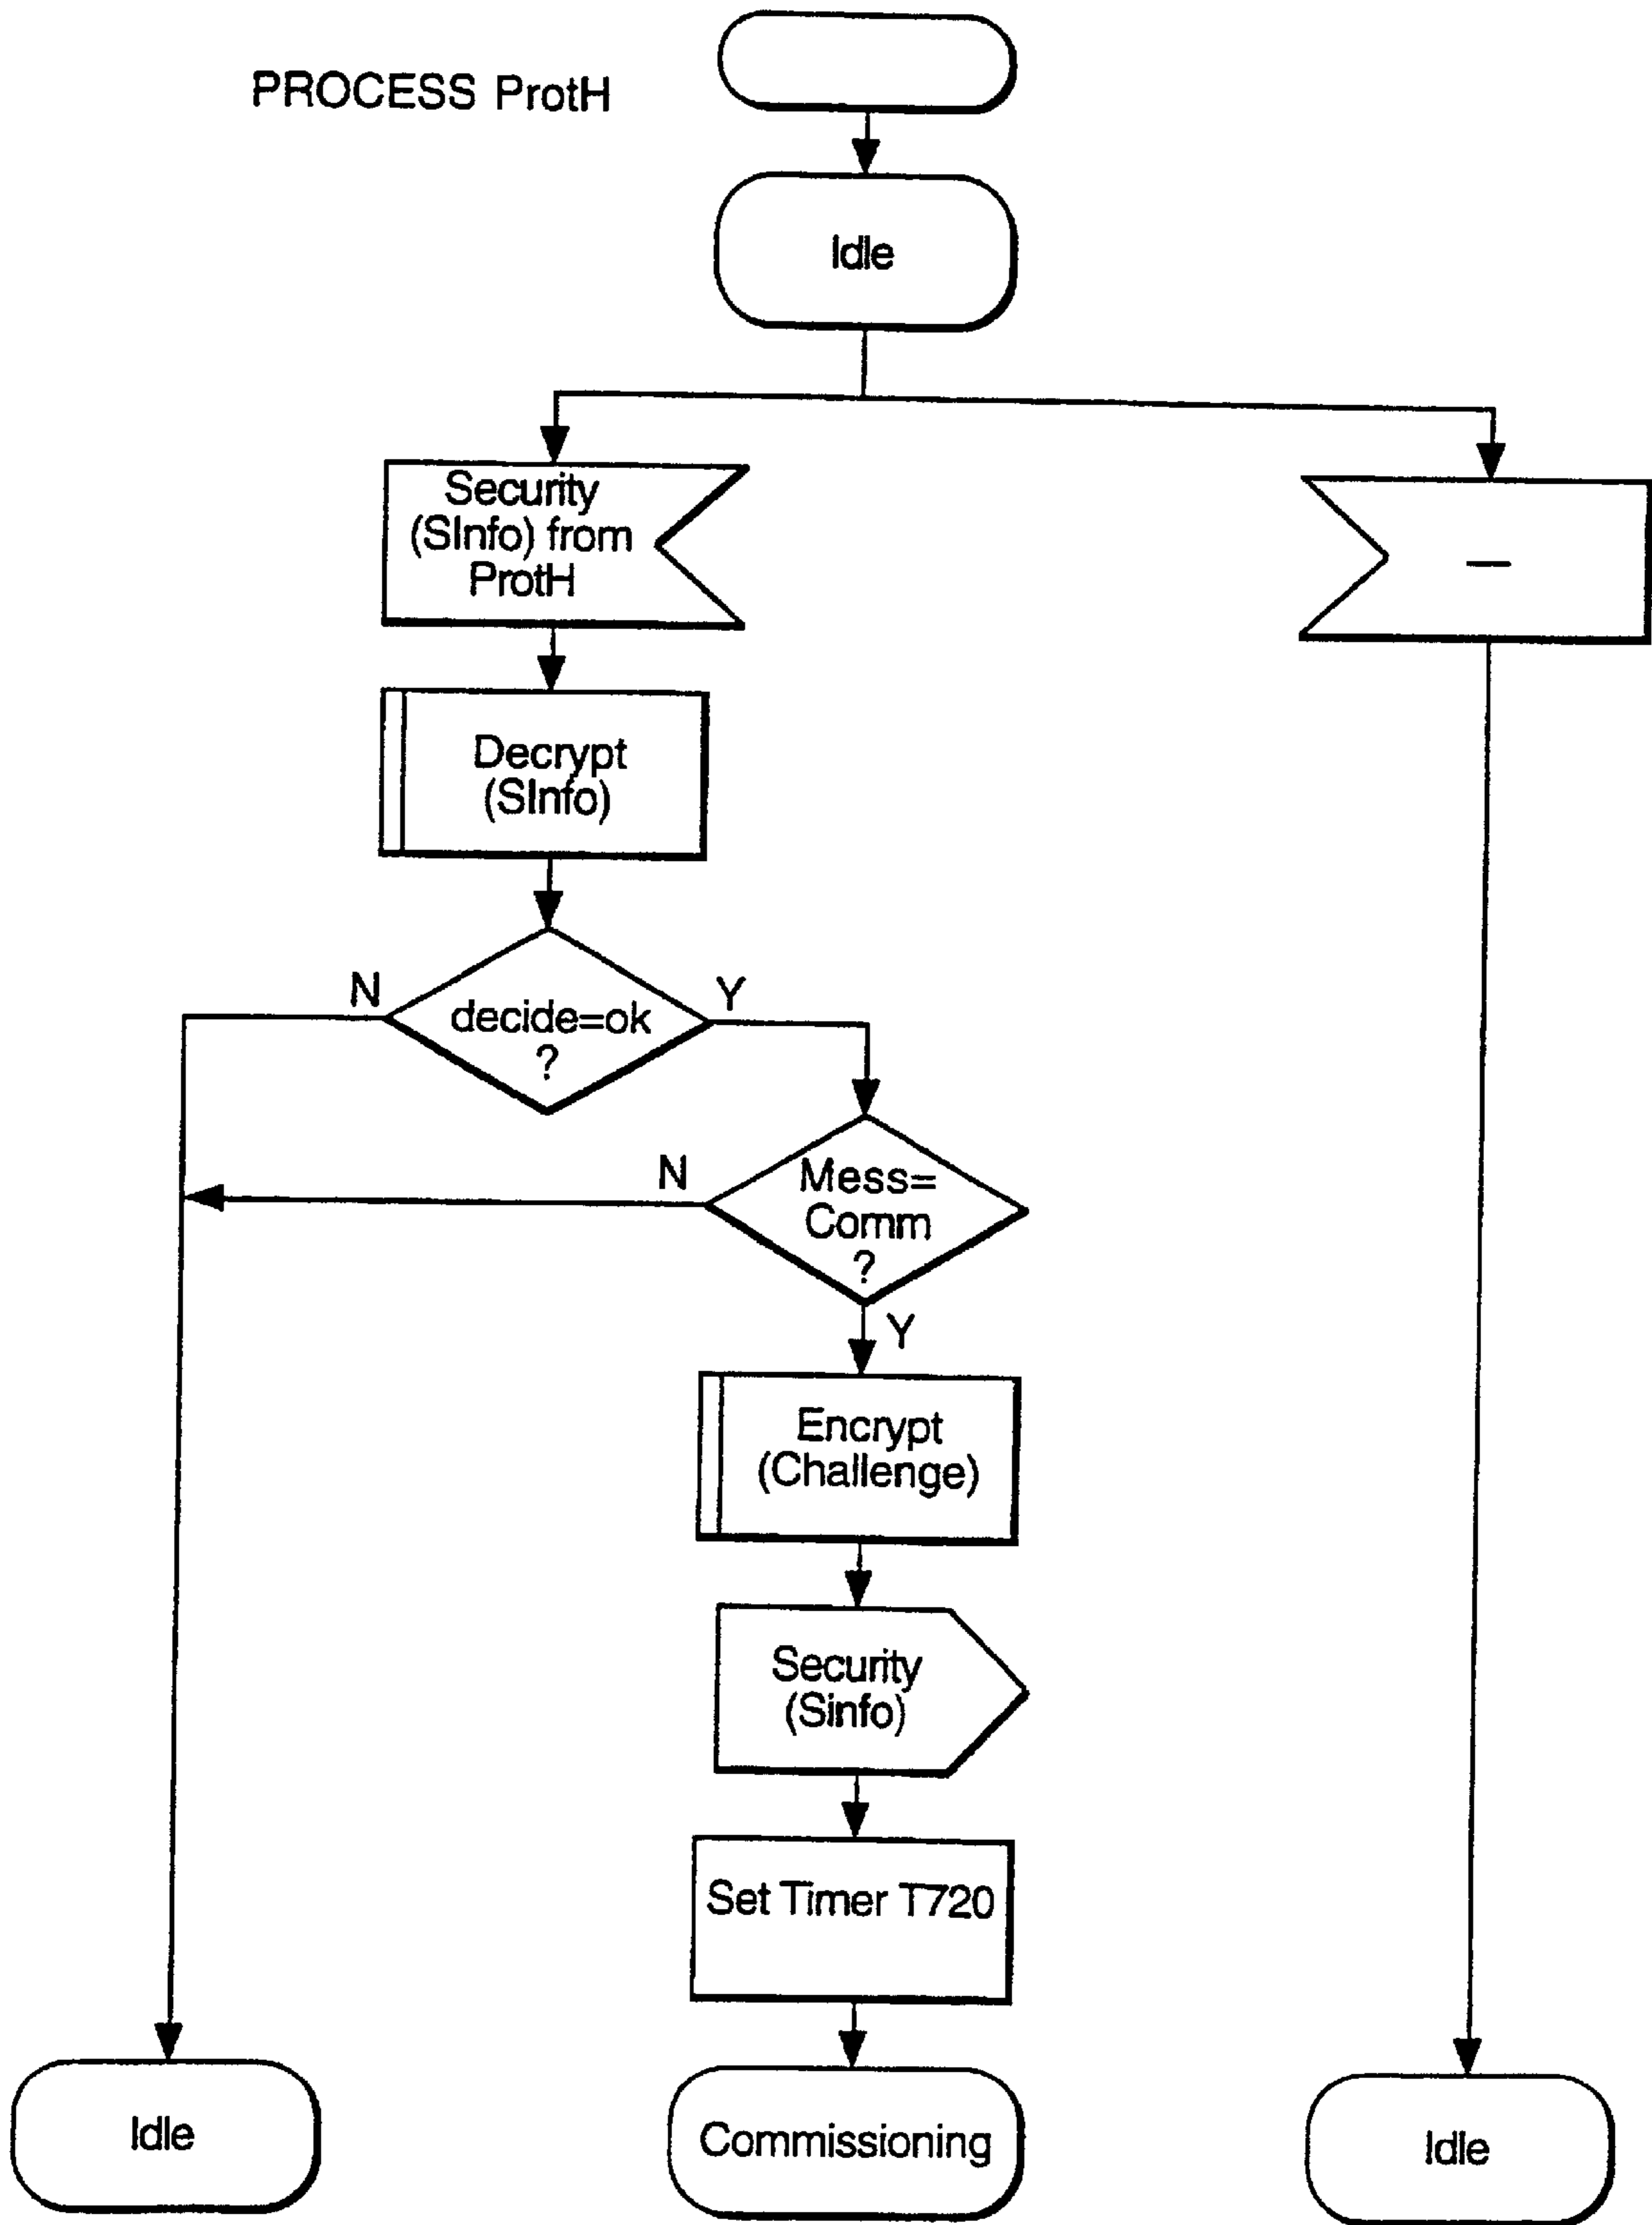 PROCESS ProtH
Idle
Security
(SInfo) from
ProtH
—
Decrypt
(SInfo)
N
Y
decide=ok
?
N
Mess=
Comm
?
Y
Encrypt
(Challenge)
Security
(Sinfo)
Set Timer T720
Idle
Commissioning
Idle